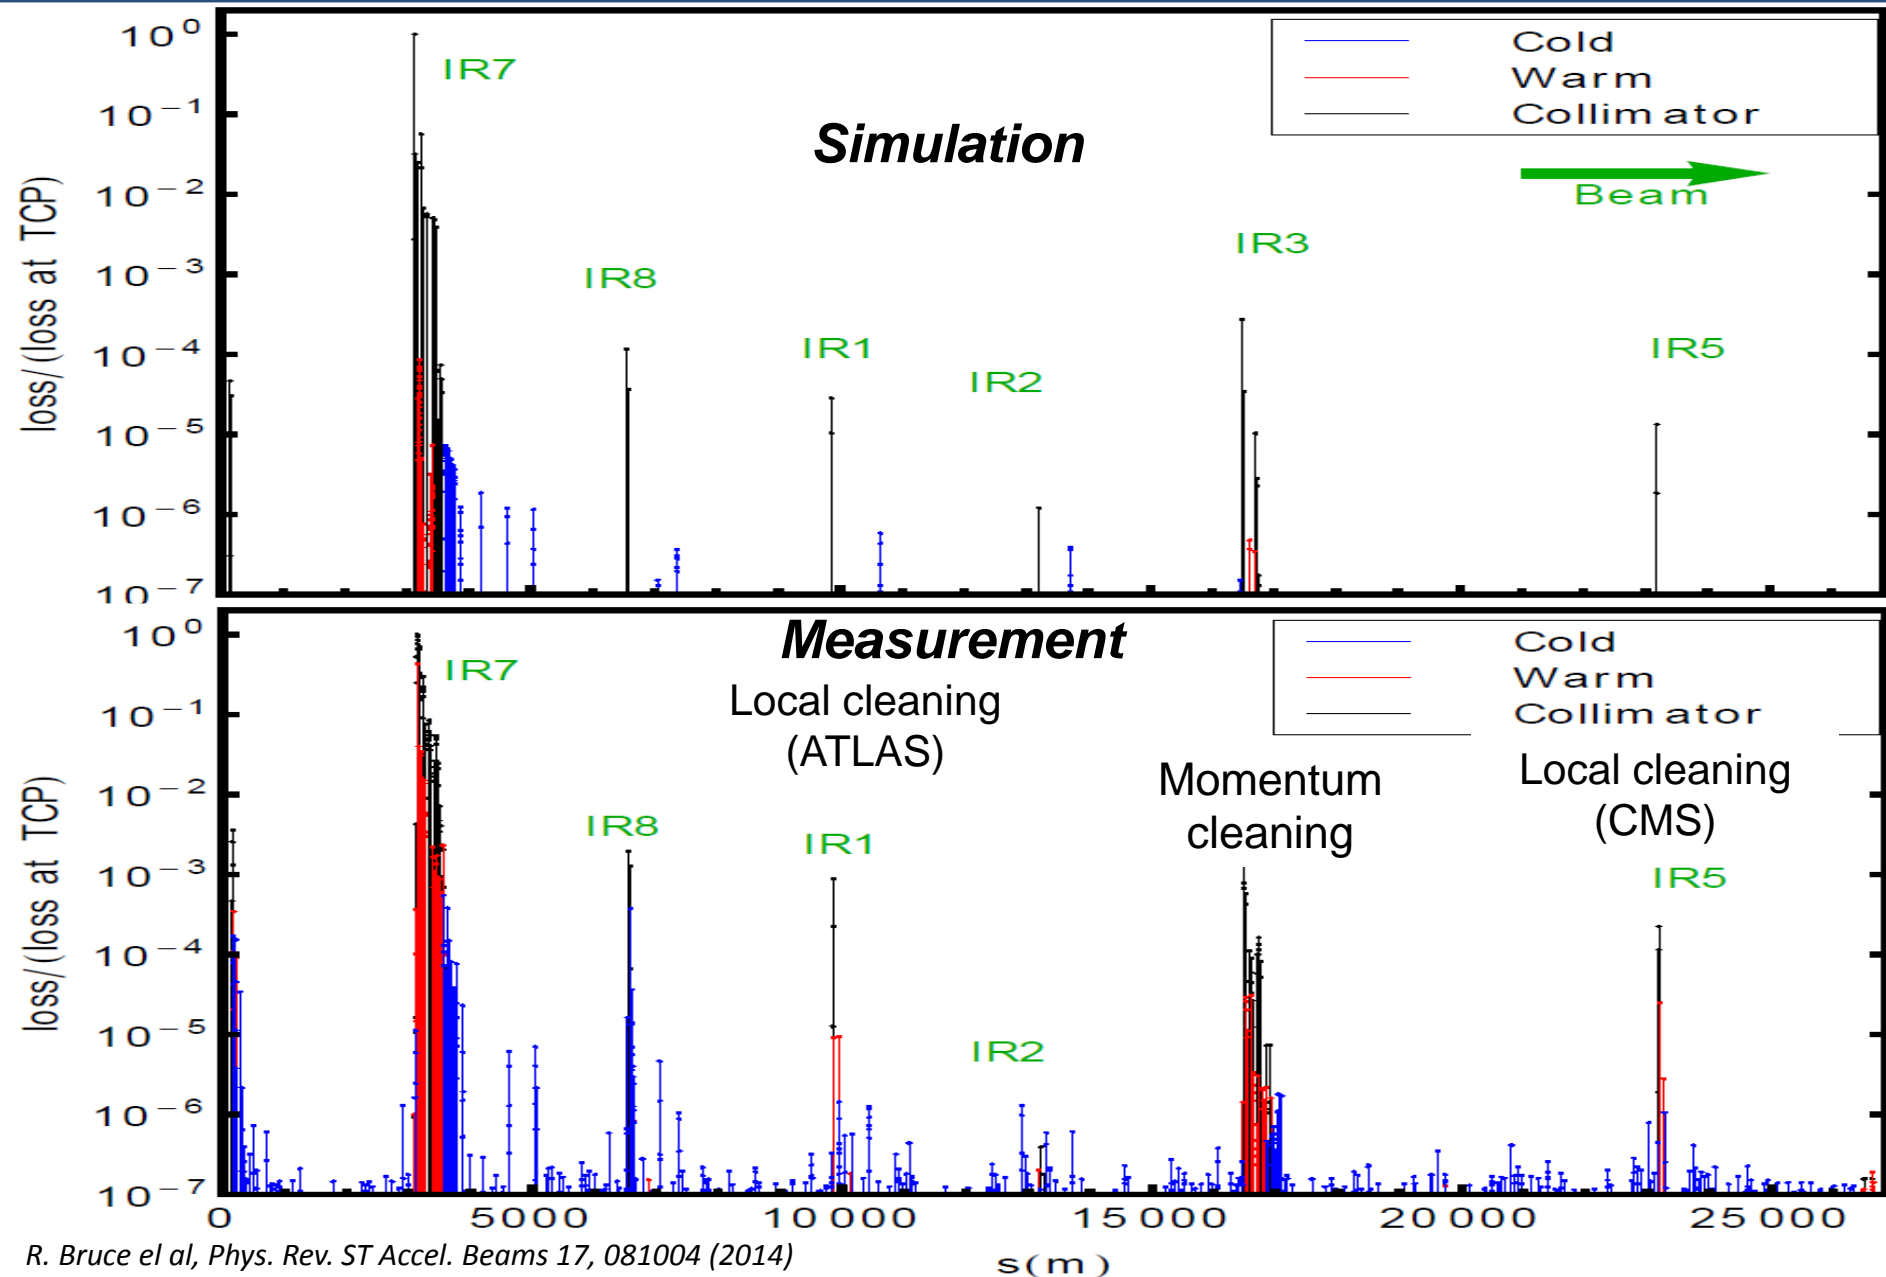 10⁰
10⁻¹
10⁻²
10⁻³
10⁻⁴
10⁻⁵
10⁻⁶
10⁻⁷
loss/(loss at TCP)
Simulation
Cold
Warm
Collimator
Beam
IR7
IR8
IR1
IR2
IR3
IR5
10⁰
10⁻¹
10⁻²
10⁻³
10⁻⁴
10⁻⁵
10⁻⁶
10⁻⁷
loss/(loss at TCP)
Measurement
Cold
Warm
Collimator
IR7
Local cleaning
(ATLAS)
Momentum
cleaning
Local cleaning
(CMS)
IR8
IR1
IR2
IR5
0 5000 10000 15000 20000 25000
s(m)
R. Bruce el al, Phys. Rev. ST Accel. Beams 17, 081004 (2014)